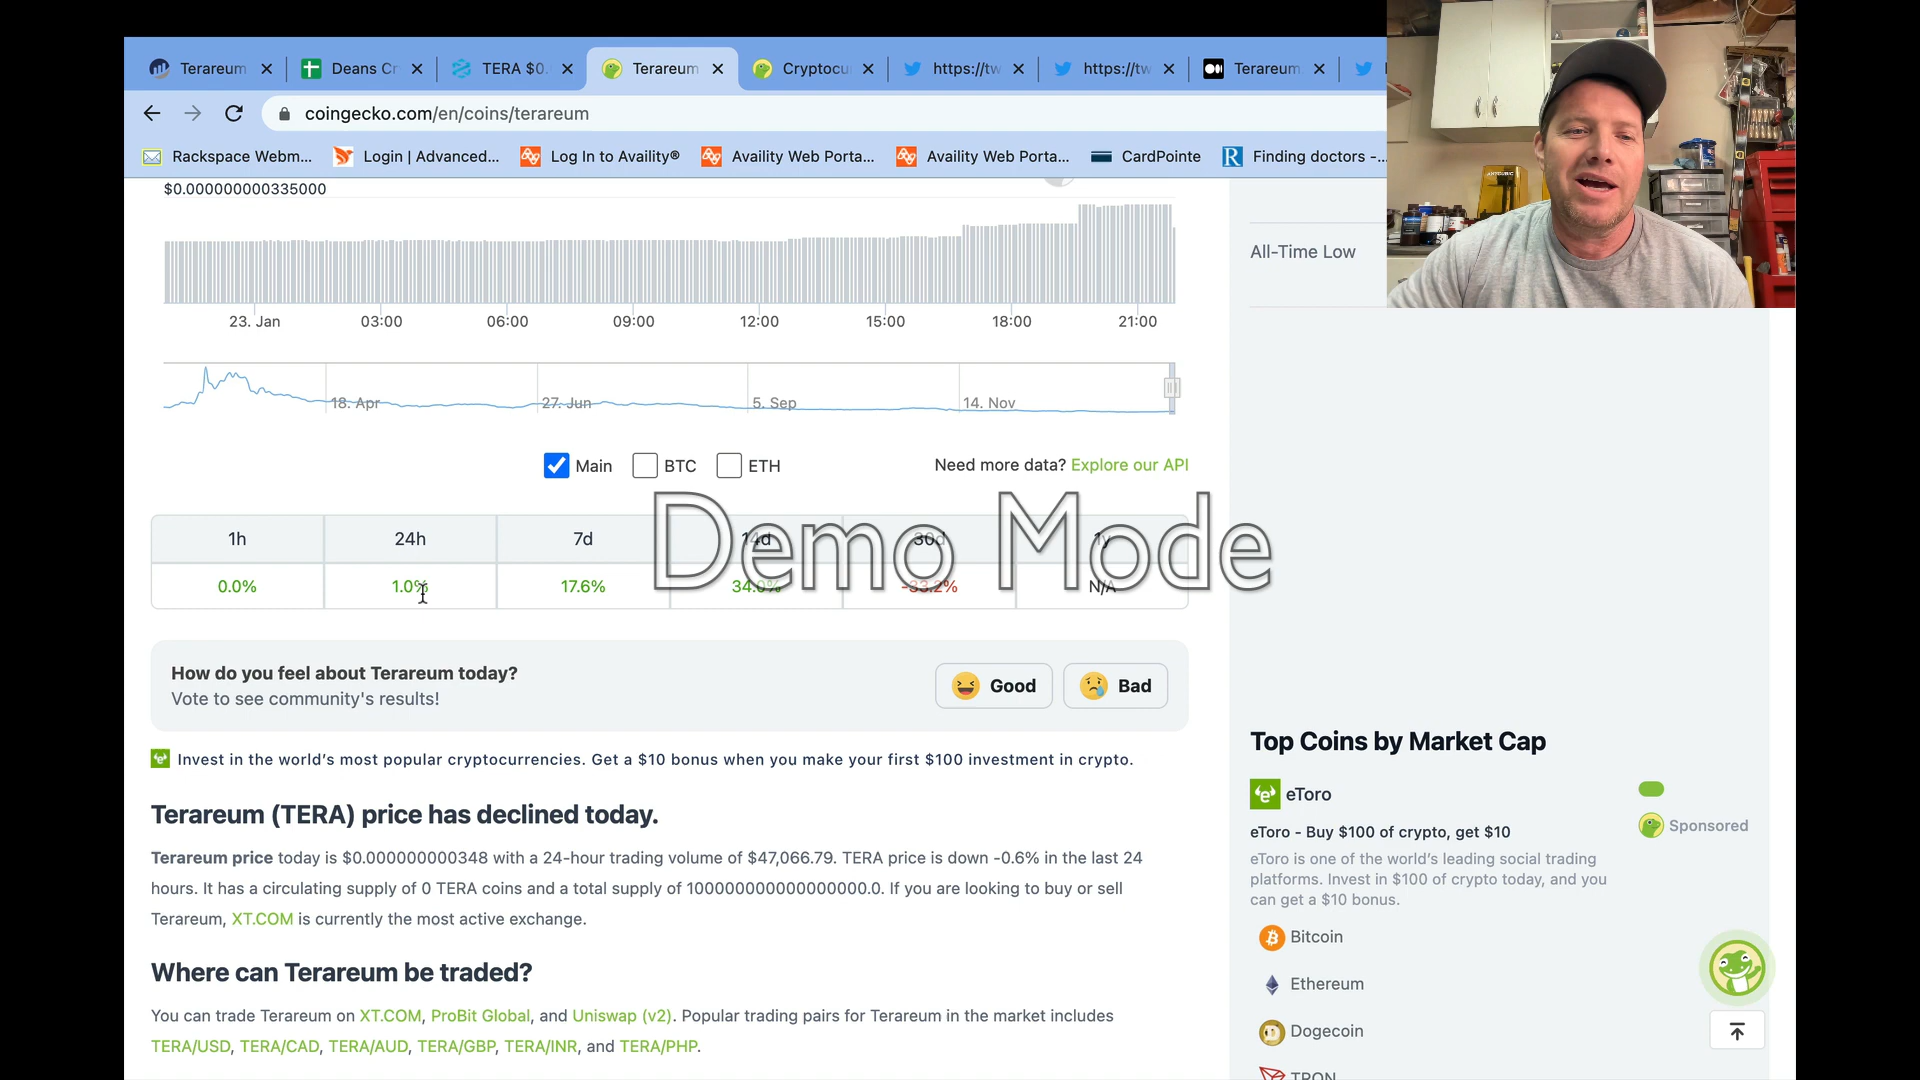 Terareum
Deans Cr
TERA $0.
Terareum
Cryptocu
https://tw
https://tw
Terareum
coingecko.com/en/coins/terareum
Rackspace Webm...
Login | Advanced...
Log In to Availity®
Availity Web Porta...
Availity Web Porta...
CardPointe
Finding doctors -...
$0.000000000335000
All-Time Low
23. Jan 03:00 06:00 09:00 12:00 15:00 18:00 21:00
18. Apr 27. Jun 5. Sep 14. Nov
Main BTC ETH
Need more data? Explore our API
Demo Mode
1h 24h 7d 14d 30d 1y
0.0% 1.0% 17.6% 34.0% -33.2% N/A
How do you feel about Terareum today?
Vote to see community's results!
Good
Bad
Invest in the world's most popular cryptocurrencies. Get a $10 bonus when you make your first $100 investment in crypto.
Terareum (TERA) price has declined today.
Terareum price today is $0.000000000348 with a 24-hour trading volume of $47,066.79. TERA price is down -0.6% in the last 24
hours. It has a circulating supply of 0 TERA coins and a total supply of 1000000000000000000.0. If you are looking to buy or sell
Terareum, XT.COM is currently the most active exchange.
Where can Terareum be traded?
You can trade Terareum on XT.COM, ProBit Global, and Uniswap (v2). Popular trading pairs for Terareum in the market includes
TERA/USD, TERA/CAD, TERA/AUD, TERA/GBP, TERA/INR, and TERA/PHP.
Top Coins by Market Cap
eToro
eToro - Buy $100 of crypto, get $10
Sponsored
eToro is one of the world's leading social trading
platforms. Invest in $100 of crypto today, and you
can get a $10 bonus.
Bitcoin
Ethereum
Dogecoin
TRON